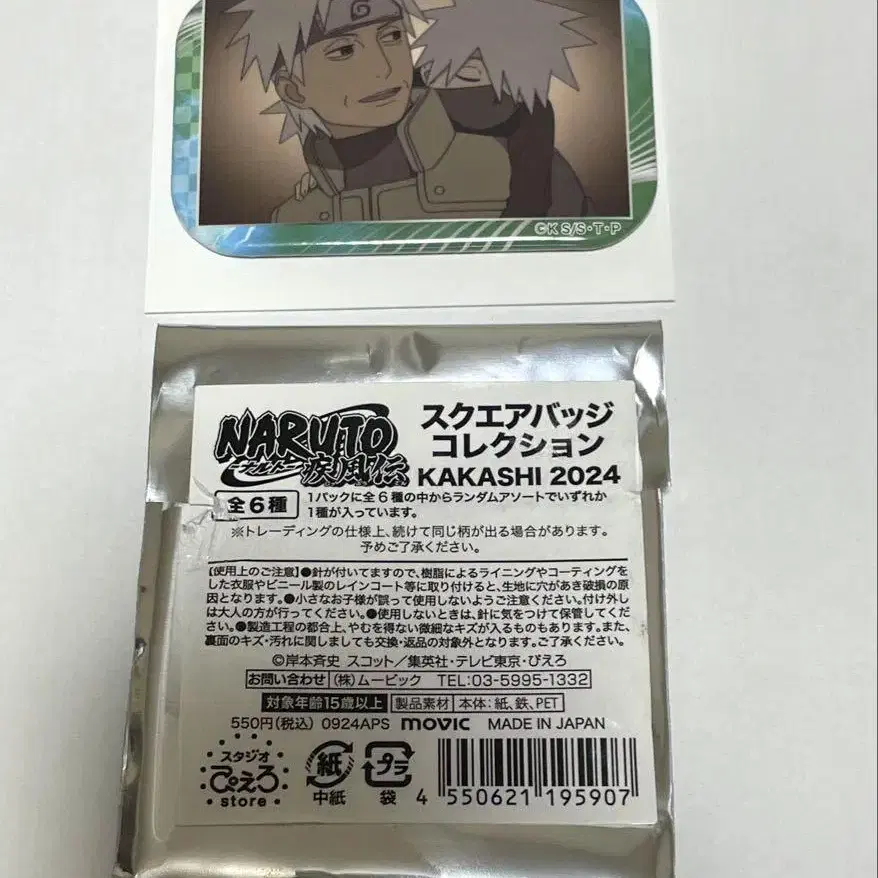 ©KS/S・T・P
NARUTO
ーナルトー
疾風伝
スクエアバッジ
コレクション
KAKASHI 2024
全6種
1パックに全6種の中からランダムアソートでいずれか
1種が入っています。
※トレーディングの仕様上、続けて同じ柄が出る場合があります。
予めご了承ください。
【使用上のご注意】●針が付いてますので、樹脂によるライニングやコーティングを
した衣服やビニール製のレインコート等に取り付けると、生地に穴があき破損の原
因となります。●小さなお子様が誤って使用しないようご注意ください。付け外し
は大人の方が行ってください。●使用しないときは、針に気をつけて保管してくだ
さい。●製造工程の都合上、やむを得ない微細なキズが入るものもあります。また、
裏面のキズ・汚れに関しましても交換・返品の対象外となります。ご了承ください。
©岸本斉史 スコット／集英社・テレビ東京・ぴえろ
お問い合わせ (株)ムービック TEL:03-5995-1332
対象年齢15歳以上 製品素材 本体:紙、鉄、PET
550円(税込) 0924APS movic MADE IN JAPAN
スタジオ
ぴえろ
store
紙
中紙
プラ
袋
4 550621 195907